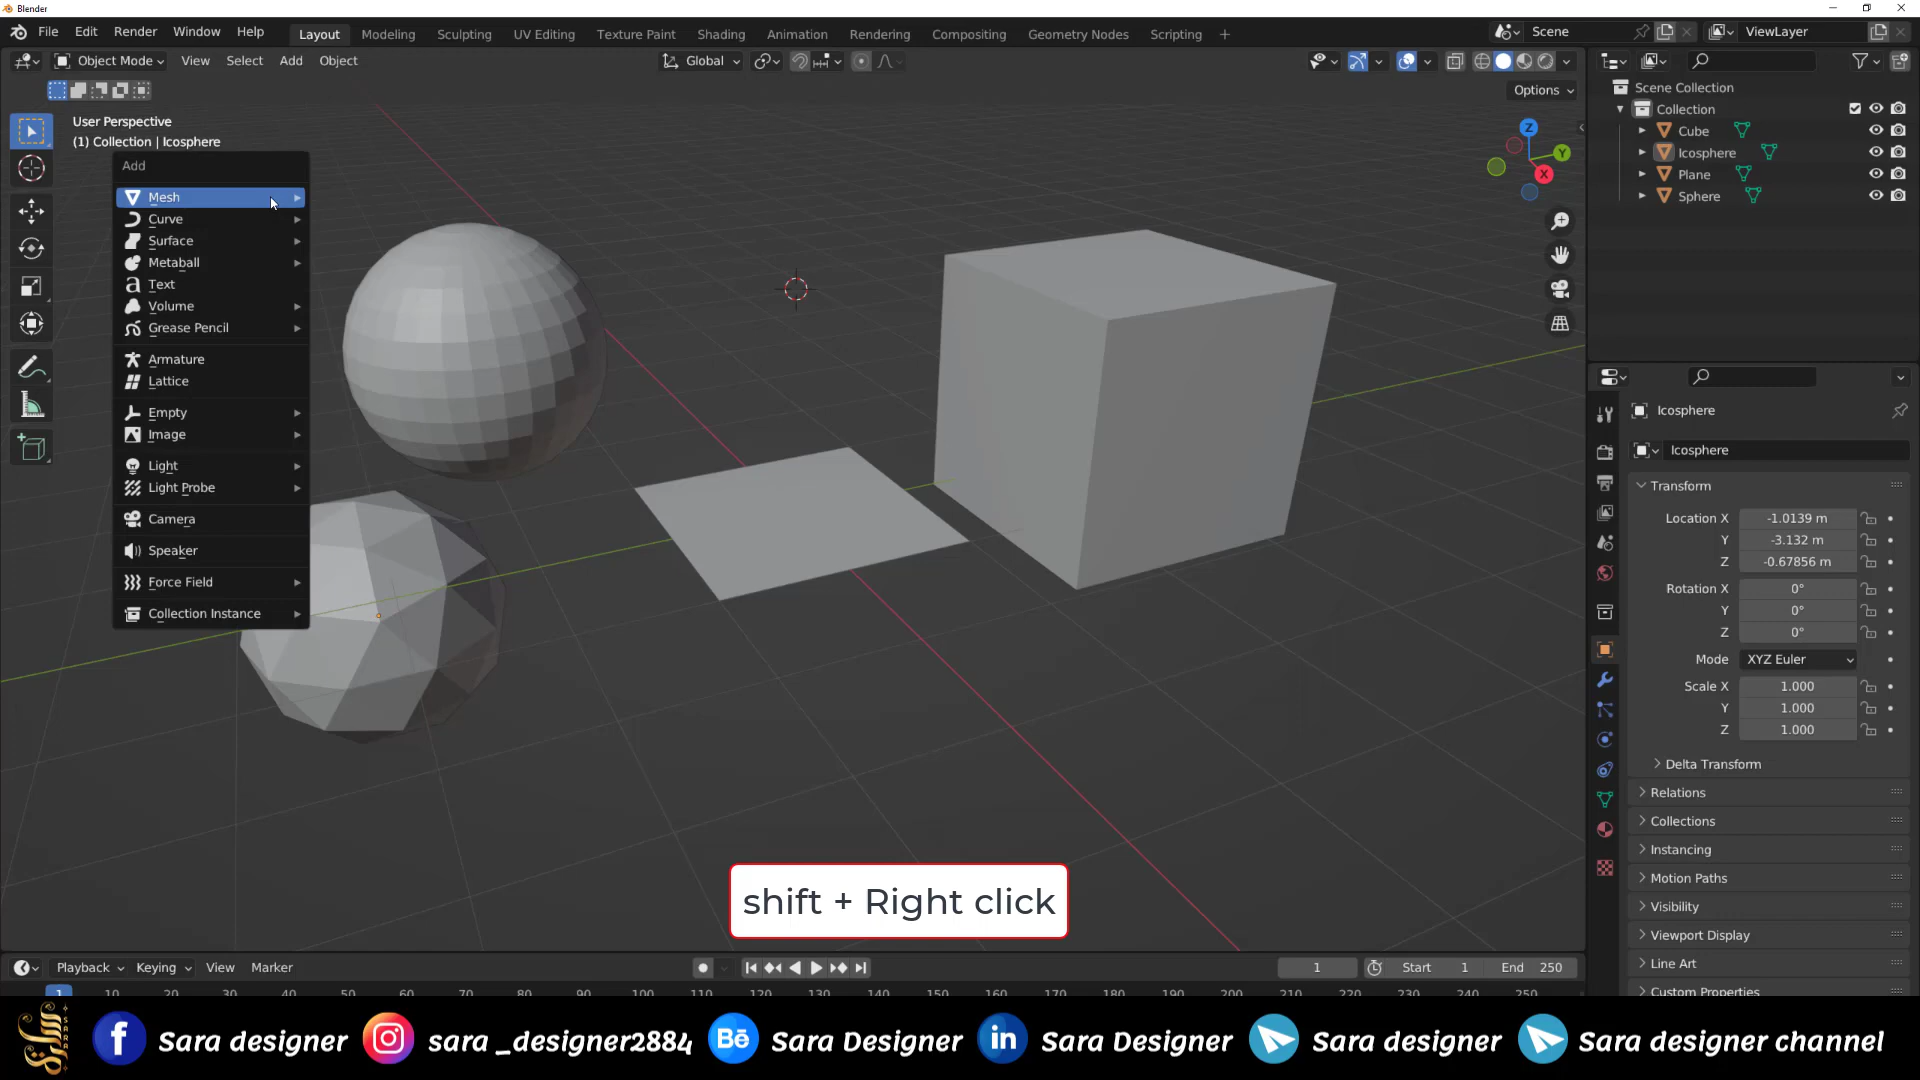 Blender
File Edit Render Window Help Layout Modeling Sculpting UV Editing Texture Paint Shading Animation Rendering Compositing Geometry Nodes Scripting + Scene ViewLayer
Object Mode View Select Add Object Global
Options
User Perspective
(1) Collection | Icosphere
Add
Mesh
Curve
Surface
Metaball
Text
Volume
Grease Pencil
Armature
Lattice
Empty
Image
Light
Light Probe
Camera
Speaker
Force Field
Collection Instance
Z
Y
X
Scene Collection
Collection
Cube
Icosphere
Plane
Sphere
Icosphere
Icosphere
Transform
Location X -1.0139 m
Y -3.132 m
Z -0.67856 m
Rotation X 0°
Y 0°
Z 0°
Mode XYZ Euler
Scale X 1.000
Y 1.000
Z 1.000
Delta Transform
Relations
Collections
Instancing
Motion Paths
Visibility
Viewport Display
Line Art
Custom Properties
shift + Right click
Playback Keying View Marker 1 Start 1 End 250
1 10 20 30 40 50 60 70 80 90 100 110 120 130 140 150 160 170 180 190 200 210 220 230 240 250
f Sara designer sara _designer2884 Bē Sara Designer in Sara Designer Sara designer Sara designer channel